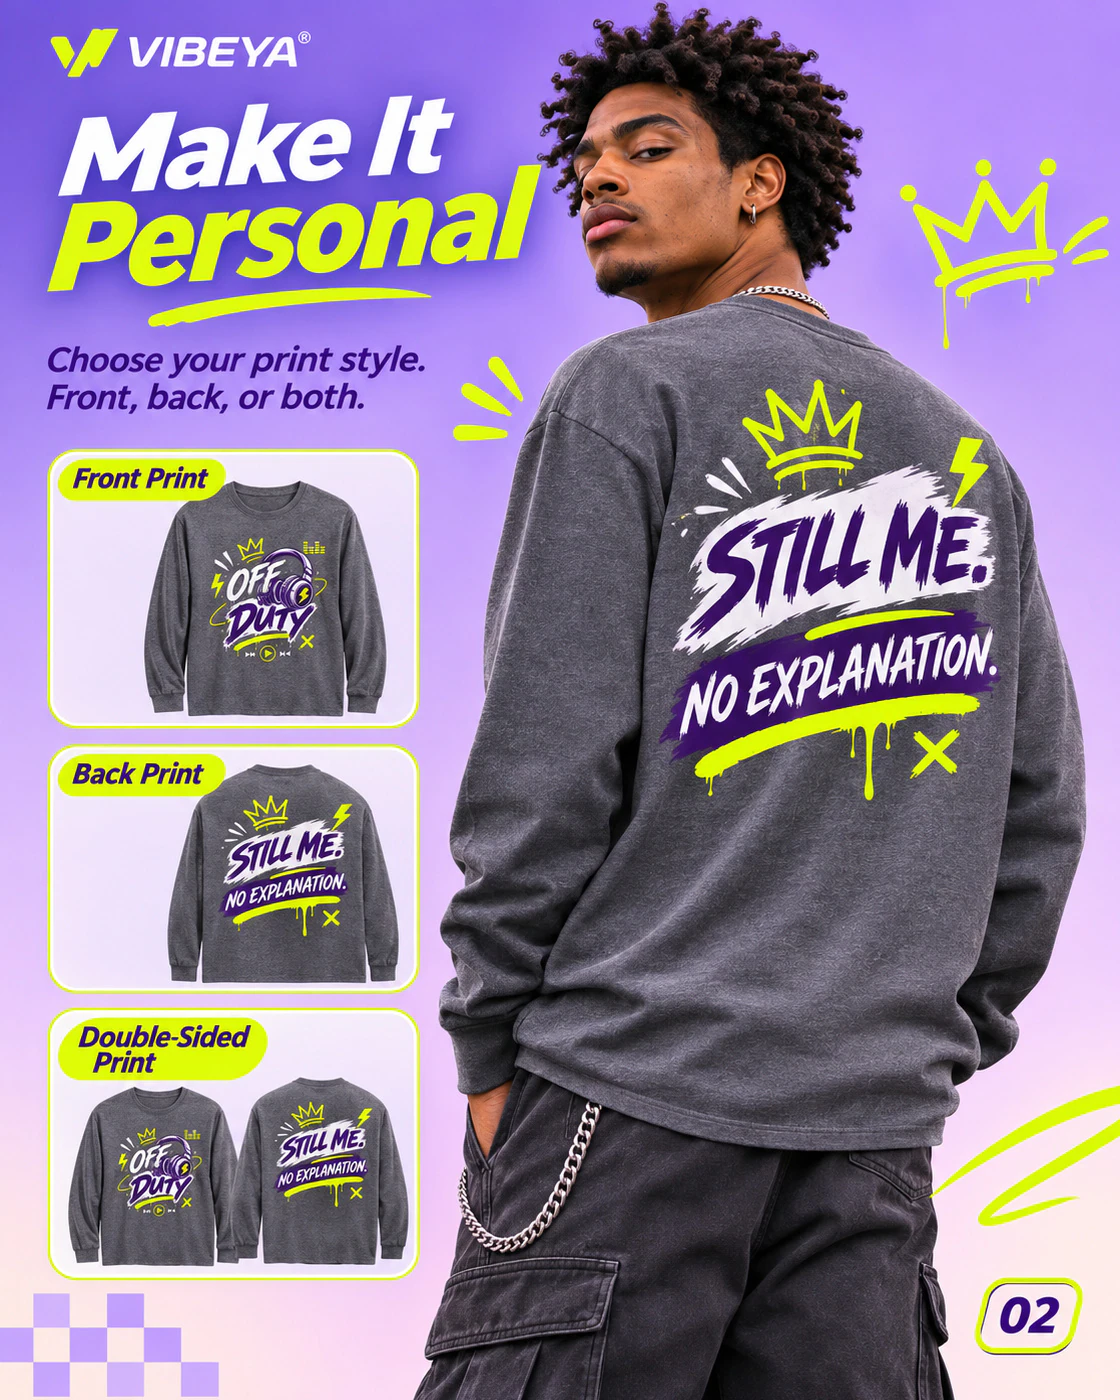 VIBEYA®
Make It
Personal
Choose your print style.
Front, back, or both.
Front Print
OFF
DUTY
Back Print
STILL ME.
NO EXPLANATION.
Double-Sided
Print
OFF
DUTY
STILL ME.
NO EXPLANATION.
STILL ME.
NO EXPLANATION.
02